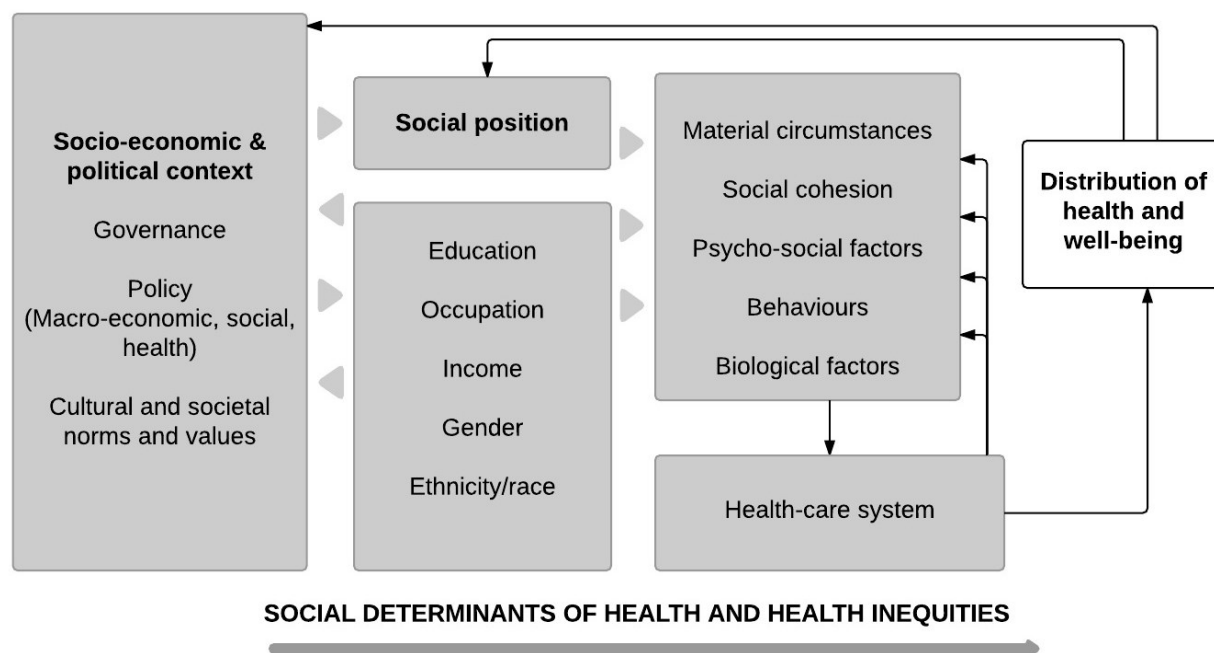 Socio-economic &
political context
Governance
Policy
(Macro-economic, social,
health)
Cultural and societal
norms and values
Social position
Education
Occupation
Income
Gender
Ethnicity/race
Material circumstances
Social cohesion
Psycho-social factors
Behaviours
Biological factors
Health-care system
Distribution of
health and
well-being
SOCIAL DETERMINANTS OF HEALTH AND HEALTH INEQUITIES